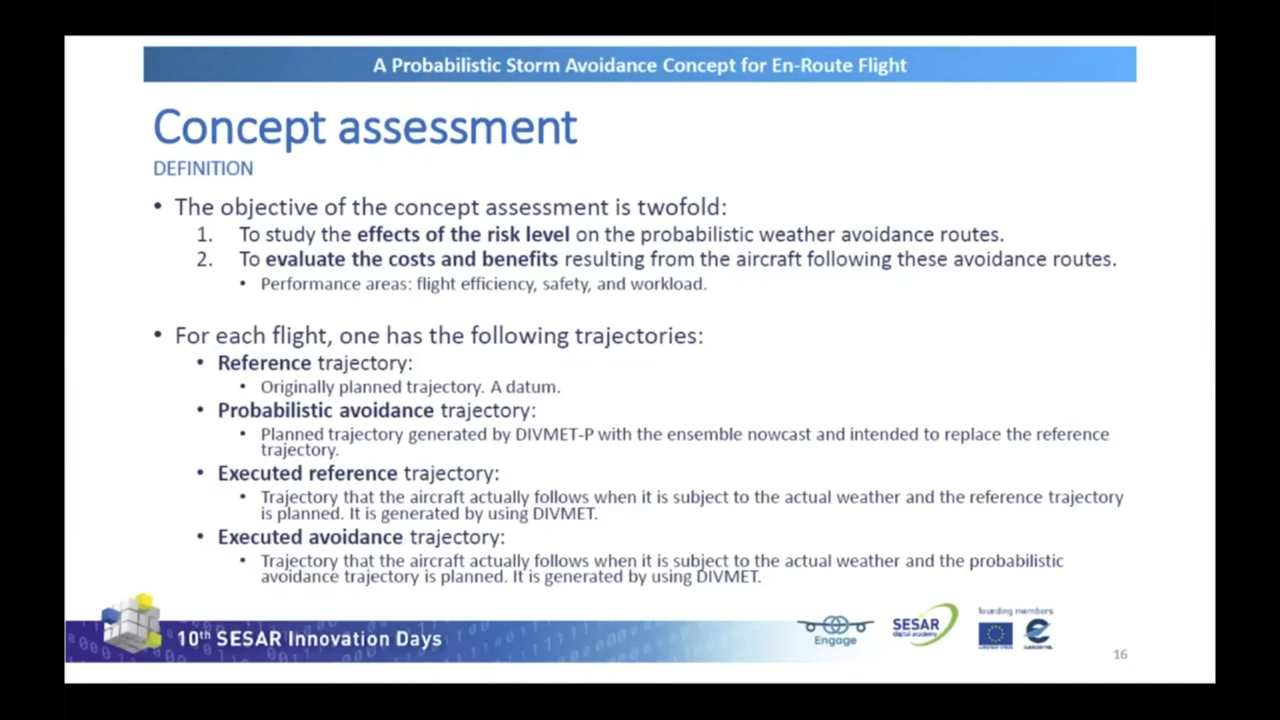 A Probabilistic Storm Avoidance Concept for En-Route Flight
Concept assessment
DEFINITION
• The objective of the concept assessment is twofold:
1. To study the effects of the risk level on the probabilistic weather avoidance routes.
2. To evaluate the costs and benefits resulting from the aircraft following these avoidance routes.
• Performance areas: flight efficiency, safety, and workload.
• For each flight, one has the following trajectories:
• Reference trajectory:
• Originally planned trajectory. A datum.
• Probabilistic avoidance trajectory:
• Planned trajectory generated by DIVMET-P with the ensemble nowcast and intended to replace the reference
trajectory.
• Executed reference trajectory:
• Trajectory that the aircraft actually follows when it is subject to the actual weather and the reference trajectory
is planned. It is generated by using DIVMET.
• Executed avoidance trajectory:
• Trajectory that the aircraft actually follows when it is subject to the actual weather and the probabilistic
avoidance trajectory is planned. It is generated by using DIVMET.
10th SESAR Innovation Days
Engage
SESAR
digital academy
founding members
EUROPEAN UNION
EUROCONTROL
16